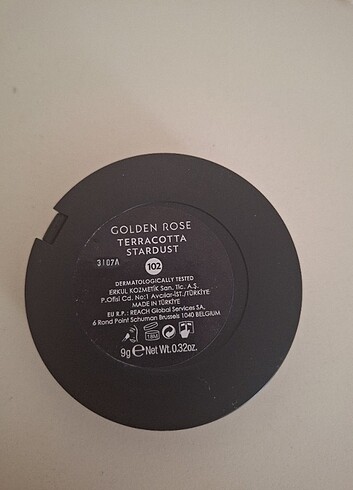 GOLDEN ROSE
TERRACOTTA
STARDUST
3107A
102
DERMATOLOGICALLY TESTED
ERKUL KOZMETİK San. Tic. A.Ş.
P.Ofisi Cd. No:1 Avcılar-İST./TÜRKİYE
MADE IN TÜRKİYE
EU R.P.: REACH Global Services SA.
6 Rond Point Schuman Brussels 1040 BELGIUM
9g e Net Wt. 0.32oz.